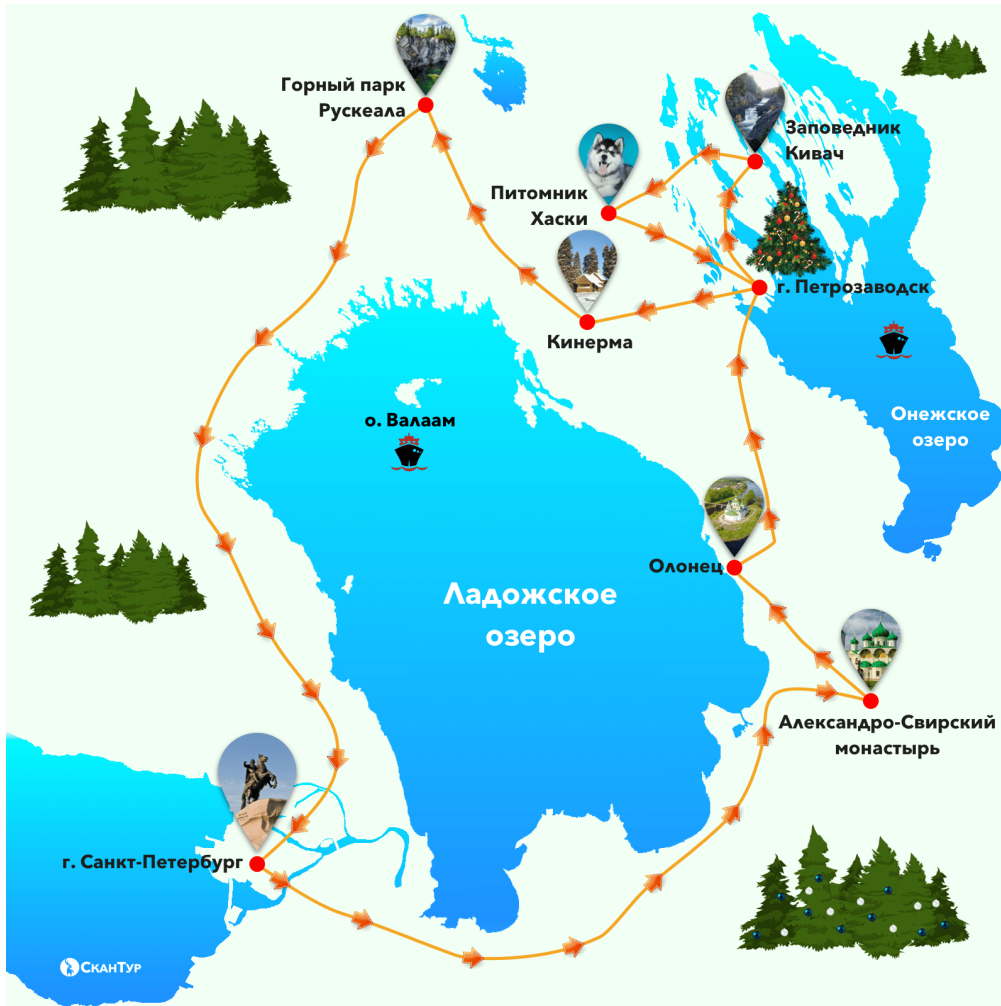 Горный парк
Рускеала
Заповедник
Кивач
Питомник
Хаски
г. Петрозаводск
Кинерма
о. Валаам
Онежское
озеро
Олонец
Ладожское
озеро
Александро-Свирский
монастырь
г. Санкт-Петербург
СканТур